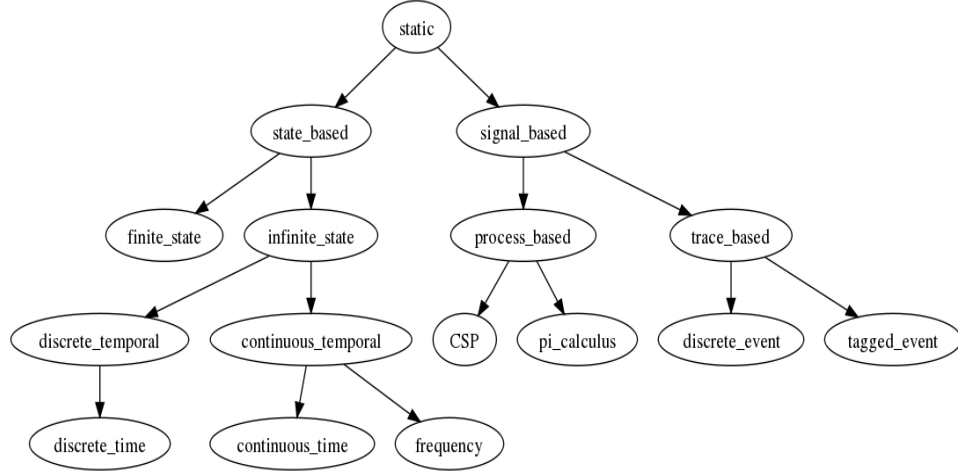 static
state_based
signal_based
finite_state
infinite_state
process_based
trace_based
discrete_temporal
continuous_temporal
CSP
pi_calculus
discrete_event
tagged_event
discrete_time
continuous_time
frequency